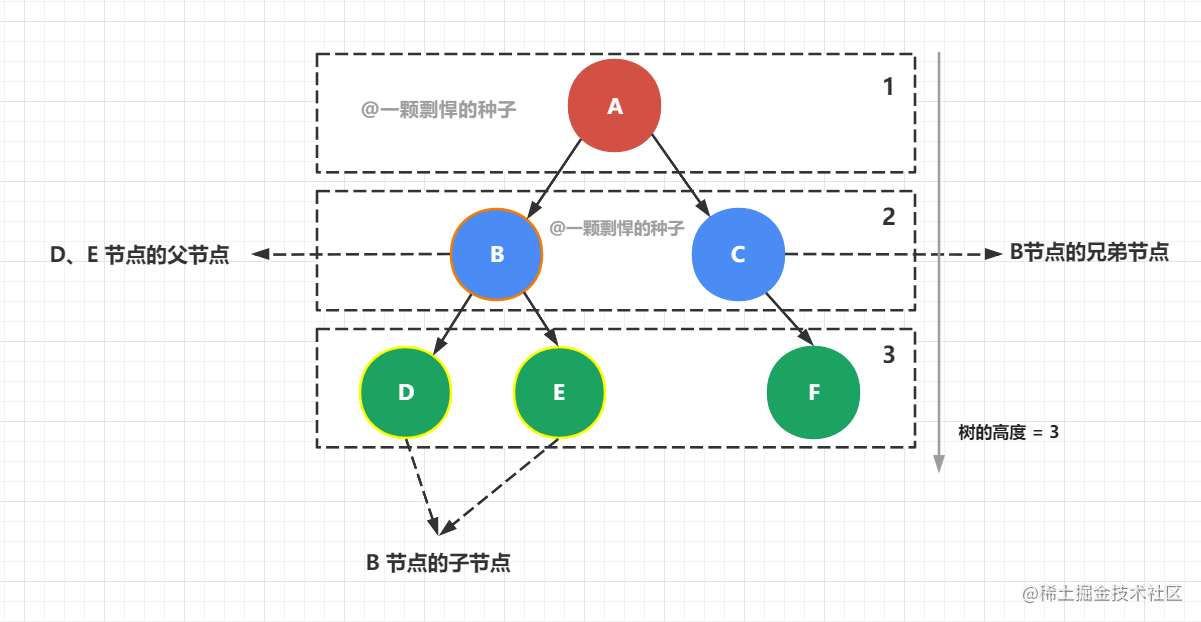 1
@一颗剽悍的种子
A
2
@一颗剽悍的种子
D、E 节点的父节点
B
C
B节点的兄弟节点
3
D
E
F
树的高度 = 3
B 节点的子节点
@稀土掘金技术社区